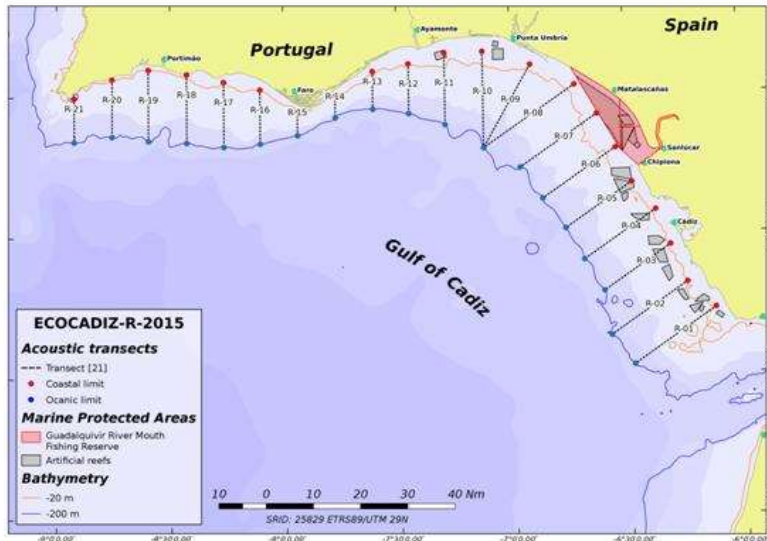 Spain
Portugal
Ayamonte
Punta Umbría
Portimão
Faro
Matalascañas
Sanlúcar
Chipiona
Cádiz
R-21
R-20
R-19
R-18
R-17
R-16
R-15
R-14
R-13
R-12
R-11
R-10
R-09
R-08
R-07
R-06
R-05
R-04
R-03
R-02
R-01
Gulf of Cadiz
ECOCADIZ-R-2015
Acoustic transects
Transect [21]
Coastal limit
Ocanic limit
Marine Protected Areas
Guadalquivir River Mouth
Fishing Reserve
Artificial reefs
Bathymetry
-20 m
-200 m
10 0 10 20 30 40 Nm
SRID: 25829 ETRS89/UTM 29N